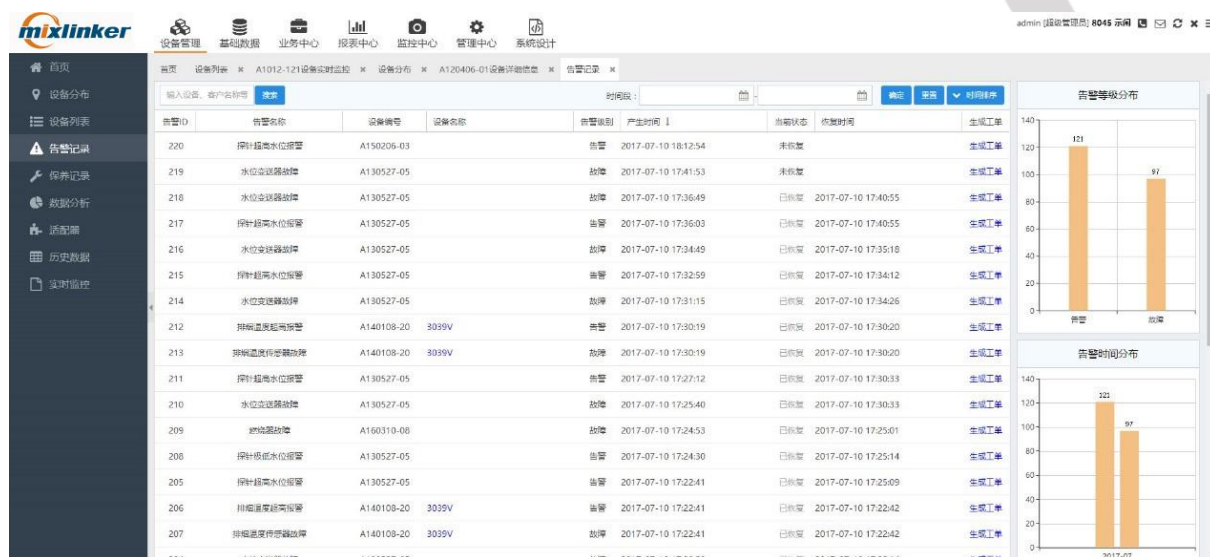 mixlinker
设备管理 基础数据 业务中心 报表中心 监控中心 管理中心 系统设计
admin [超级管理员] 8045 示闲
首页
设备分布
设备列表
告警记录
保养记录
数据分析
适配器
历史数据
实时监控
首页 设备列表 × A1012-121设备实时监控 × 设备分布 × A120406-01设备详细信息 × 告警记录 ×
输入设备、客户名称等 搜索 时间段： - 确定 重置 时间排序
告警ID 告警名称 设备编号 设备名称 告警级别 产生时间 当前状态 恢复时间 生成工单
220 探针超高水位报警 A150206-03 告警 2017-07-10 18:12:54 未恢复 生成工单
219 水位变送器故障 A130527-05 故障 2017-07-10 17:41:53 未恢复 生成工单
218 水位变送器故障 A130527-05 故障 2017-07-10 17:36:49 已恢复 2017-07-10 17:40:55 生成工单
217 探针超高水位报警 A130527-05 告警 2017-07-10 17:36:03 已恢复 2017-07-10 17:40:55 生成工单
216 水位变送器故障 A130527-05 故障 2017-07-10 17:34:49 已恢复 2017-07-10 17:35:18 生成工单
215 探针超高水位报警 A130527-05 告警 2017-07-10 17:32:59 已恢复 2017-07-10 17:34:12 生成工单
214 水位变送器故障 A130527-05 故障 2017-07-10 17:31:15 已恢复 2017-07-10 17:34:26 生成工单
212 排烟温度超高报警 A140108-20 3039V 告警 2017-07-10 17:30:19 已恢复 2017-07-10 17:30:20 生成工单
213 排烟温度传感器故障 A140108-20 3039V 故障 2017-07-10 17:30:19 已恢复 2017-07-10 17:30:20 生成工单
211 探针超高水位报警 A130527-05 告警 2017-07-10 17:27:12 已恢复 2017-07-10 17:30:33 生成工单
210 水位变送器故障 A130527-05 故障 2017-07-10 17:25:40 已恢复 2017-07-10 17:30:33 生成工单
209 燃烧器故障 A160310-08 故障 2017-07-10 17:24:53 已恢复 2017-07-10 17:25:01 生成工单
208 探针极低水位报警 A130527-05 告警 2017-07-10 17:24:30 已恢复 2017-07-10 17:25:14 生成工单
205 探针超高水位报警 A130527-05 告警 2017-07-10 17:22:41 已恢复 2017-07-10 17:25:09 生成工单
206 排烟温度超高报警 A140108-20 3039V 告警 2017-07-10 17:22:41 已恢复 2017-07-10 17:22:42 生成工单
207 排烟温度传感器故障 A140108-20 3039V 故障 2017-07-10 17:22:41 已恢复 2017-07-10 17:22:42 生成工单
告警等级分布
140
120
100
80
60
40
20
0
121
97
告警 故障
告警时间分布
140
120
100
80
60
40
20
0
121
97
2017-07